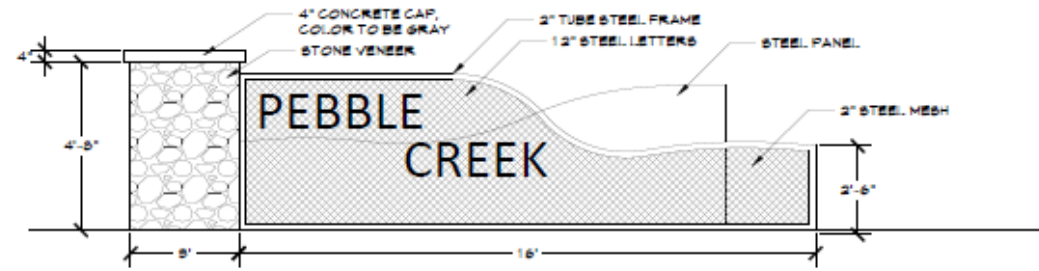 4" CONCRETE CAP,
COLOR TO BE GRAY
STONE VENEER
2" TUBE STEEL FRAME
12" STEEL LETTERS
STEEL PANEL
2" STEEL MESH
4"
4'-8"
PEBBLE
CREEK
2'-6"
3'
16'